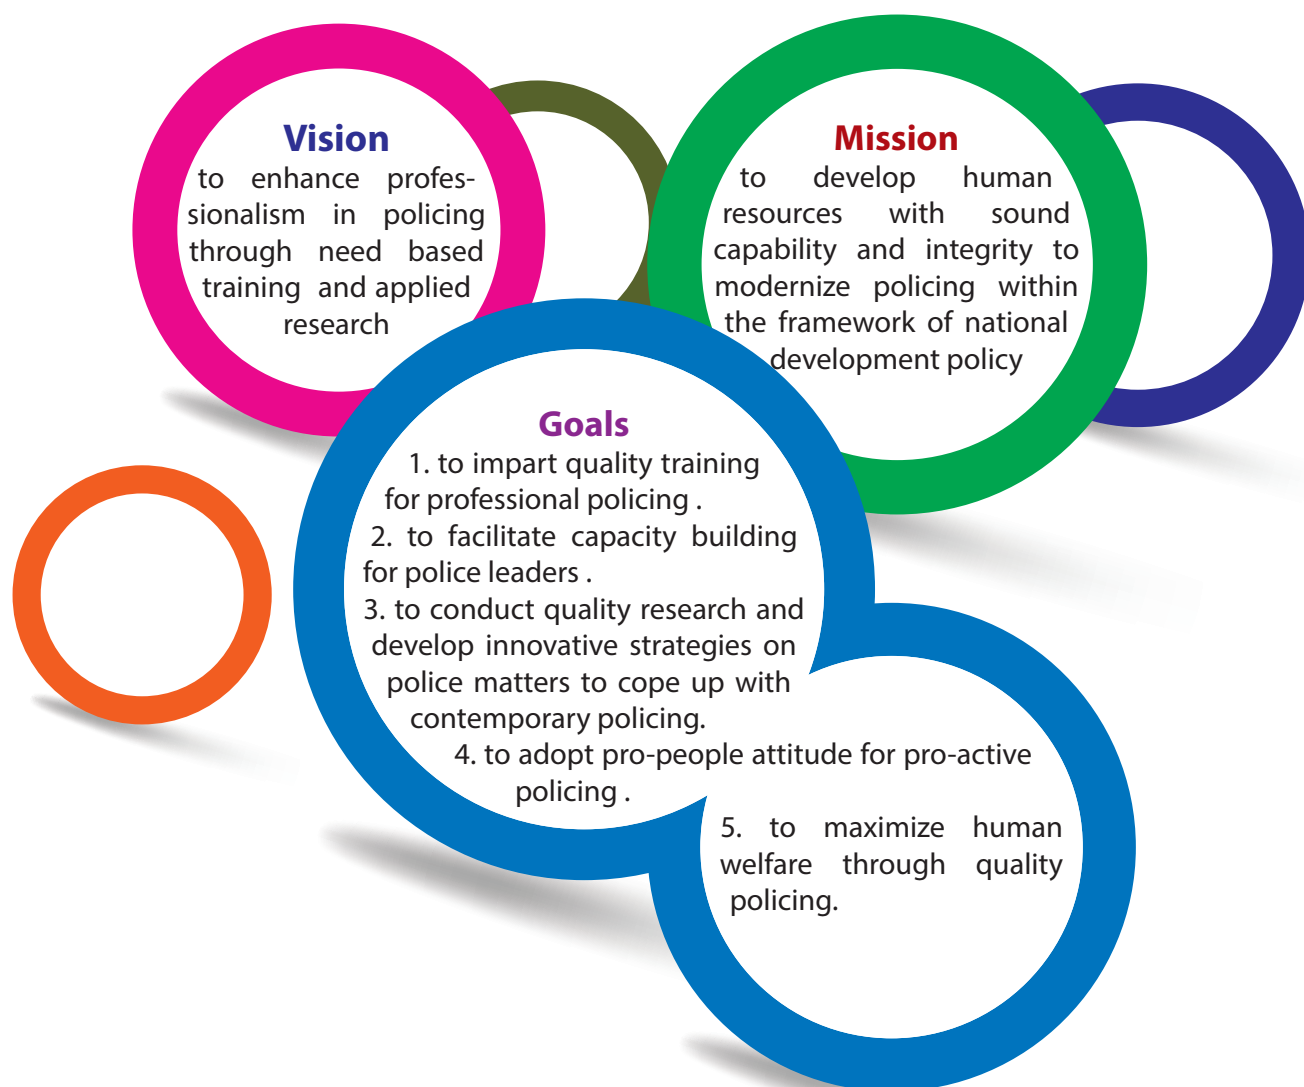 Vision
to enhance profes-
sionalism in policing
through need based
training and applied
research
Mission
to develop human
resources with sound
capability and integrity to
modernize policing within
the framework of national
development policy
Goals
1. to impart quality training
for professional policing .
2. to facilitate capacity building
for police leaders .
3. to conduct quality research and
develop innovative strategies on
police matters to cope up with
contemporary policing.
4. to adopt pro-people attitude for pro-active
policing .
5. to maximize human
welfare through quality
policing.